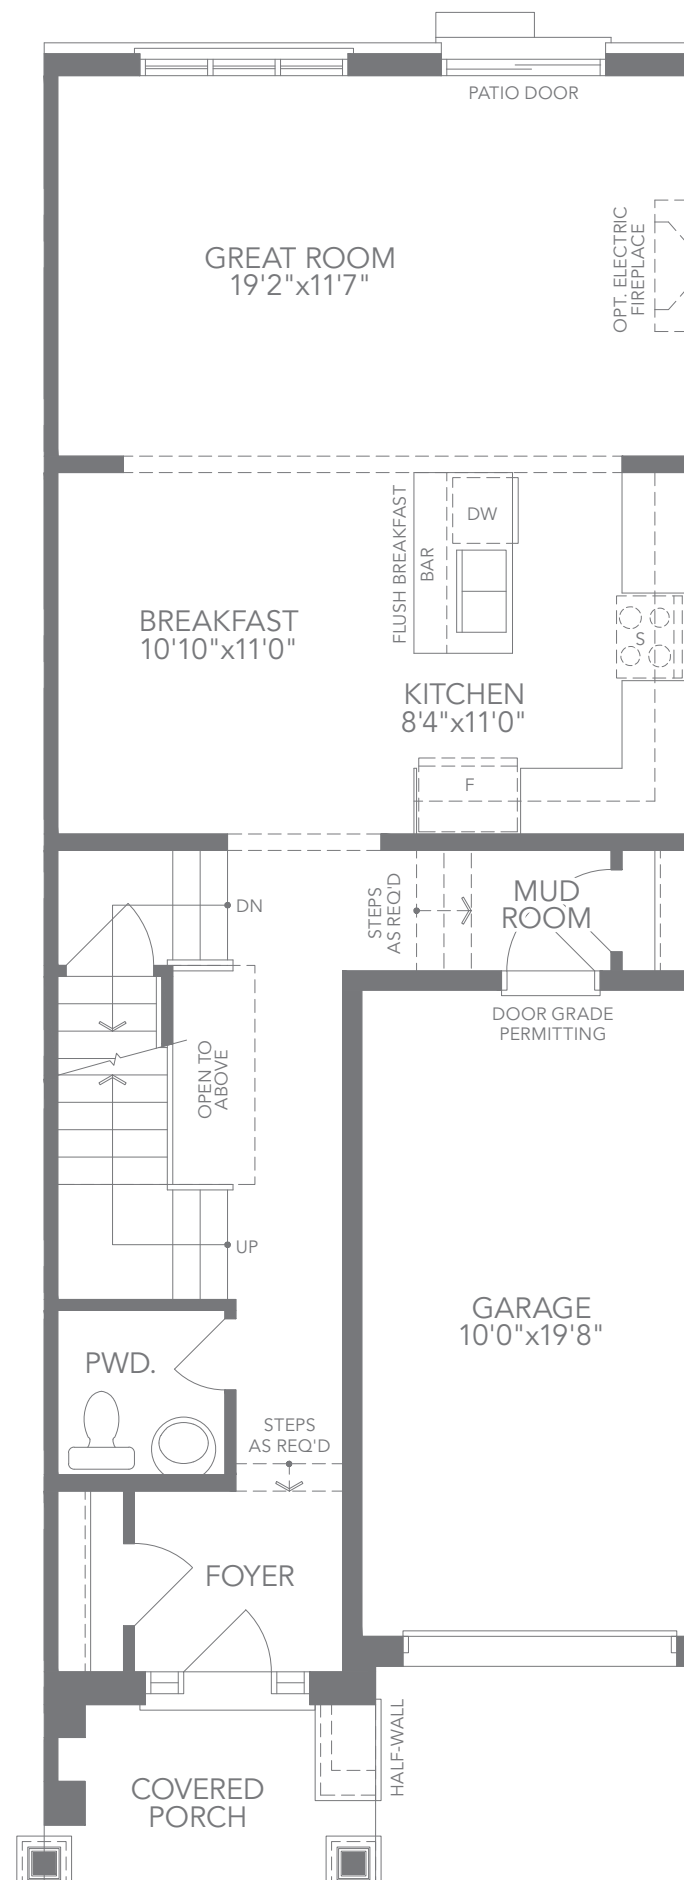 PATIO DOOR
OPT. ELECTRIC
FIREPLACE
GREAT ROOM
19'2"x11'7"
FLUSH BREAKFAST
BAR
DW
BREAKFAST
10'10"x11'0"
S
KITCHEN
8'4"x11'0"
F
DN
STEPS
AS REQ'D
MUD
ROOM
DOOR GRADE
PERMITTING
OPEN TO
ABOVE
UP
GARAGE
10'0"x19'8"
PWD.
STEPS
AS REQ'D
FOYER
HALF-WALL
COVERED
PORCH